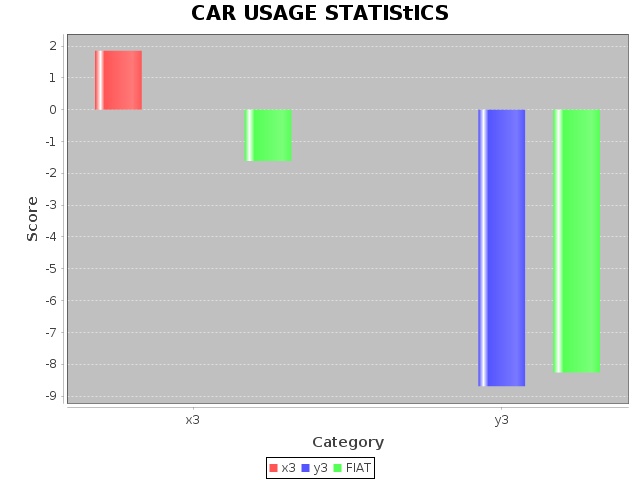 CAR USAGE STATIStICS
2
1
0
-1
-2
-3
-4
-5
-6
-7
-8
-9
Score
x3 y3
Category
x3 y3 FIAT